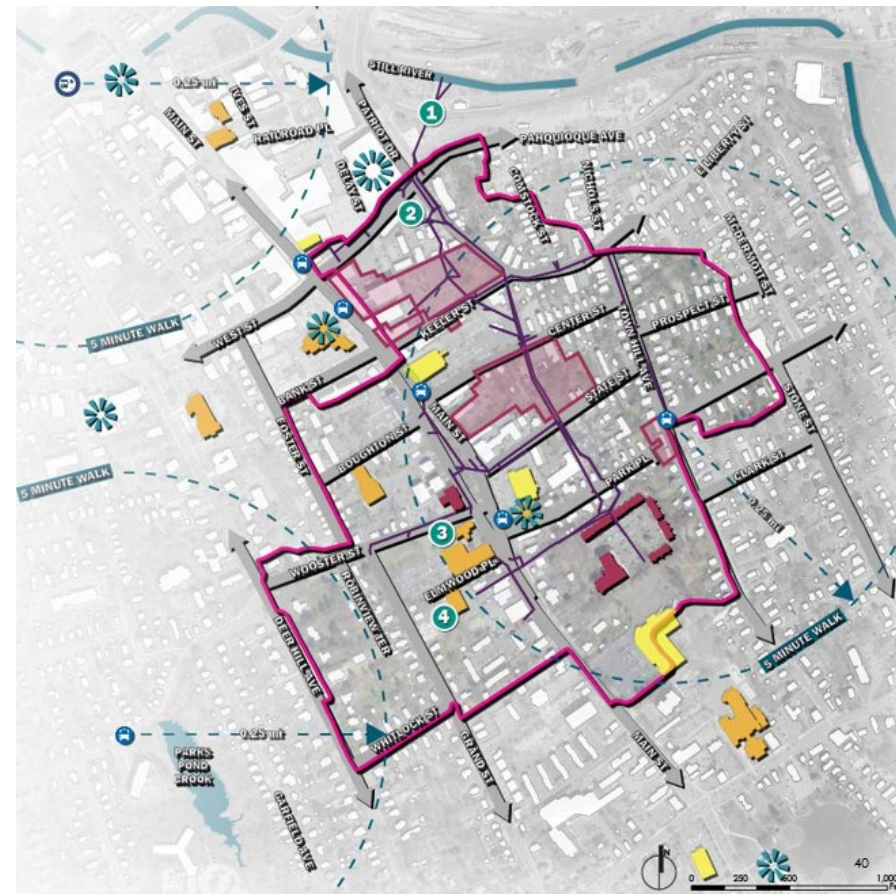 STILL RIVER
0.25 mi
MAIN ST
IVES ST
RAILROAD PL
PATRIOT DR
DELAY ST
1
PAHQUIOQUE AVE
E LIBERTY ST
2
COMSTOCK ST
NICHOLS ST
MCDERMOTT ST
5 MINUTE WALK
WEST ST
KEELER ST
CENTER ST
TOWN HILL AVE
PROSPECT ST
BANK ST
FOSTER ST
MAIN ST
STATE ST
STONE ST
BOUGHTON ST
PARK PL
CLARK ST
5 MINUTE WALK
0.25 mi
3
WOOSTER ST
ROBINVIEW TER
ELMWOOD PL
4
DEER HILL AVE
5 MINUTE WALK
WHITLOCK ST
0.25 mi
PARKS
POND
BROOK
GRAND ST
MAIN ST
GARFIELD AVE
N
40
0 250 500